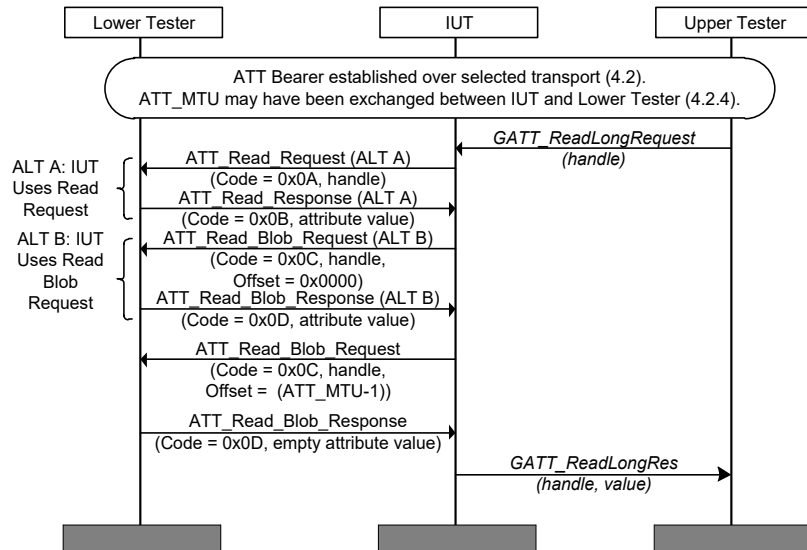 Lower Tester
IUT
Upper Tester
ATT Bearer established over selected transport (4.2).
ATT_MTU may have been exchanged between IUT and Lower Tester (4.2.4).
GATT_ReadLongRequest
(handle)
ALT A: IUT
Uses Read
Request
ATT_Read_Request (ALT A)
(Code = 0x0A, handle)
ATT_Read_Response (ALT A)
(Code = 0x0B, attribute value)
ALT B: IUT
Uses Read
Blob
Request
ATT_Read_Blob_Request (ALT B)
(Code = 0x0C, handle,
Offset = 0x0000)
ATT_Read_Blob_Response (ALT B)
(Code = 0x0D, attribute value)
ATT_Read_Blob_Request
(Code = 0x0C, handle,
Offset = (ATT_MTU-1))
ATT_Read_Blob_Response
(Code = 0x0D, empty attribute value)
GATT_ReadLongRes
(handle, value)